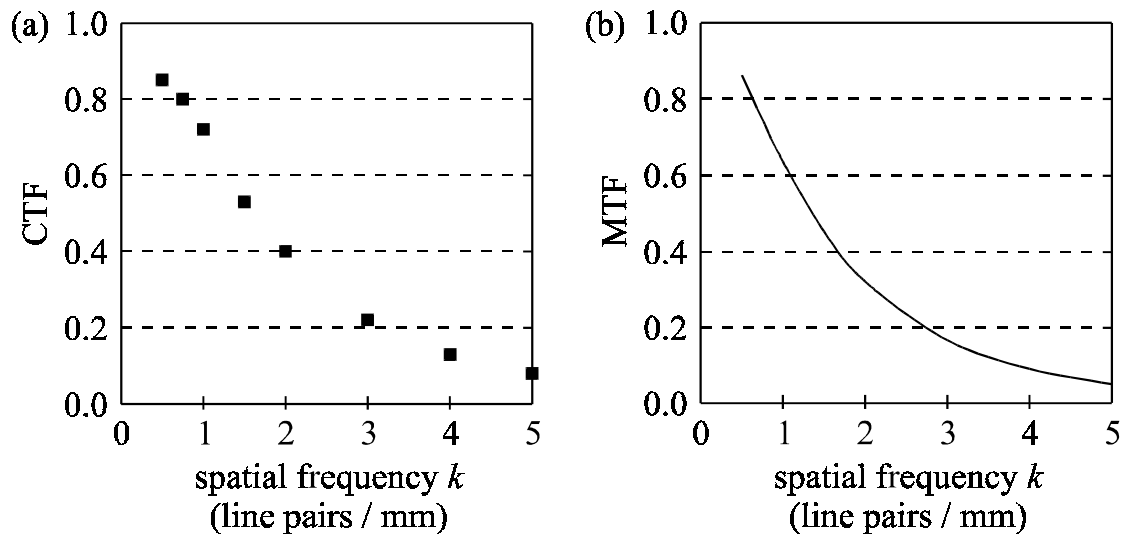 (a)
1.0
0.8
0.6
0.4
0.2
0.0
CTF
0 1 2 3 4 5
spatial frequency k
(line pairs / mm)
(b)
1.0
0.8
0.6
0.4
0.2
0.0
MTF
0 1 2 3 4 5
spatial frequency k
(line pairs / mm)